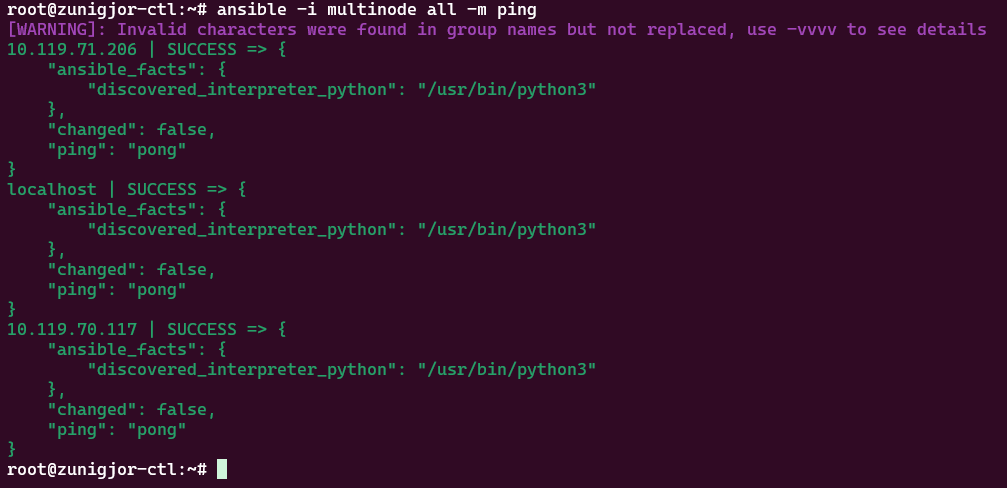 root@zunigjor-ctl:~# ansible -i multinode all -m ping
[WARNING]: Invalid characters were found in group names but not replaced, use -vvvv to see details
10.119.71.206 | SUCCESS => {
    "ansible_facts": {
        "discovered_interpreter_python": "/usr/bin/python3"
    },
    "changed": false,
    "ping": "pong"
}
localhost | SUCCESS => {
    "ansible_facts": {
        "discovered_interpreter_python": "/usr/bin/python3"
    },
    "changed": false,
    "ping": "pong"
}
10.119.70.117 | SUCCESS => {
    "ansible_facts": {
        "discovered_interpreter_python": "/usr/bin/python3"
    },
    "changed": false,
    "ping": "pong"
}
root@zunigjor-ctl:~#